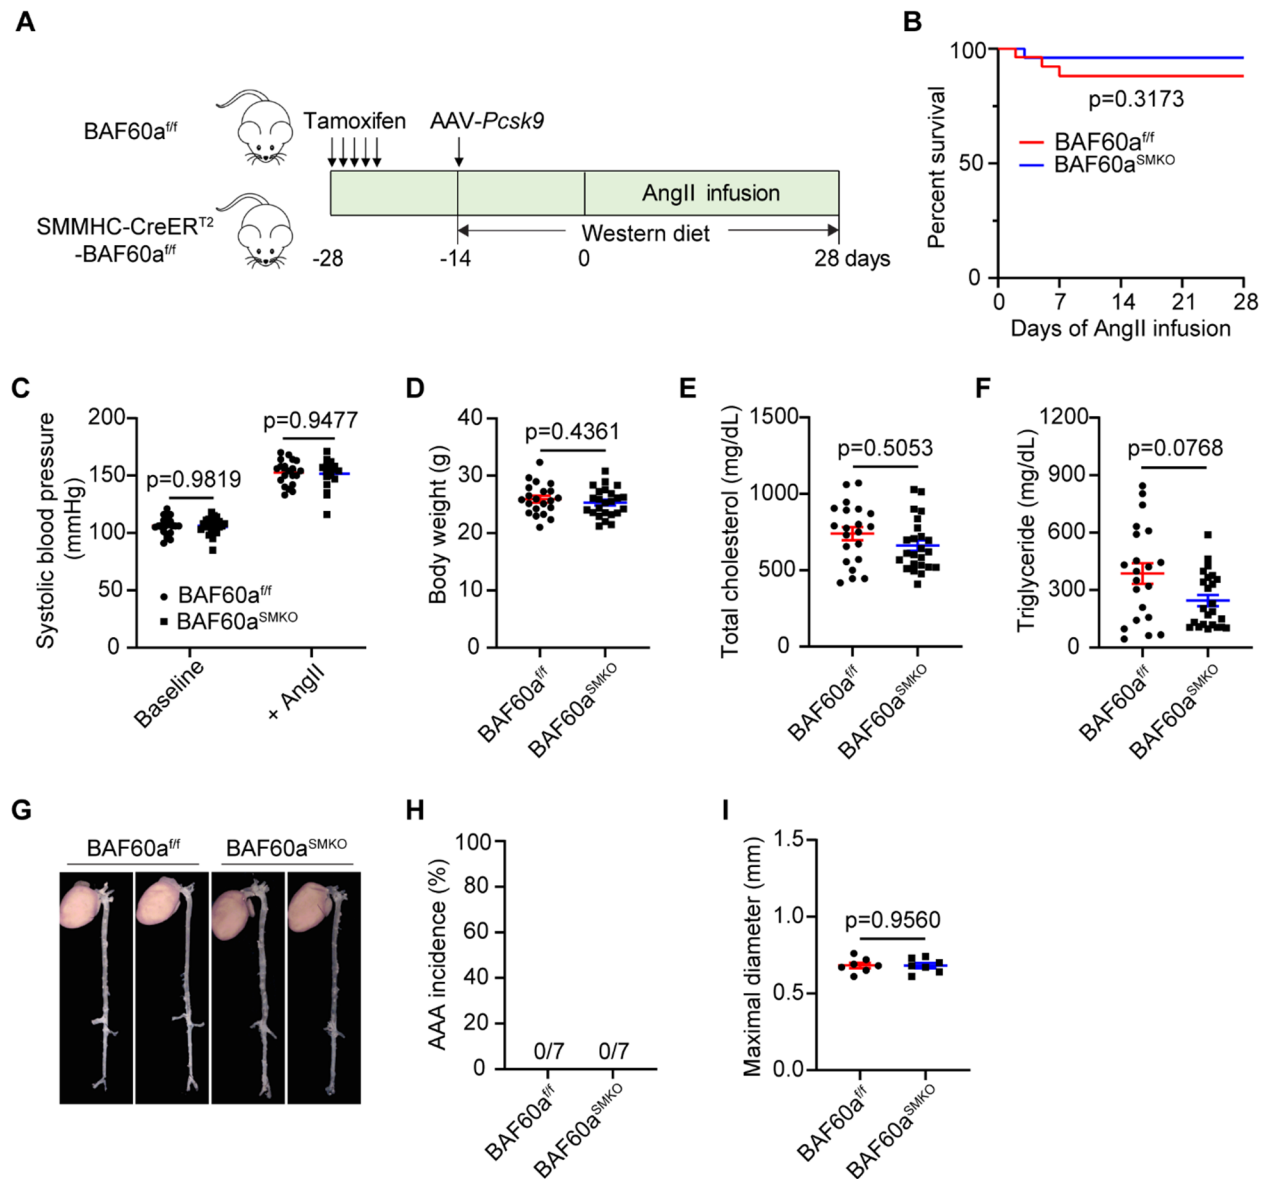 A
BAF60a^f/f
SMMHC-CreER^T2
-BAF60a^f/f
Tamoxifen
AAV-Pcsk9
AngII infusion
Western diet
-28
-14
0
28 days
B
Percent survival
100
50
0
p=0.3173
BAF60a^f/f
BAF60a^SMKO
0 7 14 21 28
Days of AngII infusion
C
Systolic blood pressure
(mmHg)
200
150
100
50
0
p=0.9819
p=0.9477
BAF60a^f/f
BAF60a^SMKO
Baseline
+ AngII
D
Body weight (g)
40
30
20
10
0
p=0.4361
BAF60a^f/f
BAF60a^SMKO
E
Total cholesterol (mg/dL)
1500
1000
500
0
p=0.5053
BAF60a^f/f
BAF60a^SMKO
F
Triglyceride (mg/dL)
1200
900
600
300
0
p=0.0768
BAF60a^f/f
BAF60a^SMKO
G
BAF60a^f/f
BAF60a^SMKO
H
AAA incidence (%)
100
80
60
40
20
0
0/7
0/7
BAF60a^f/f
BAF60a^SMKO
I
Maximal diameter (mm)
1.5
1.0
0.5
0.0
p=0.9560
BAF60a^f/f
BAF60a^SMKO